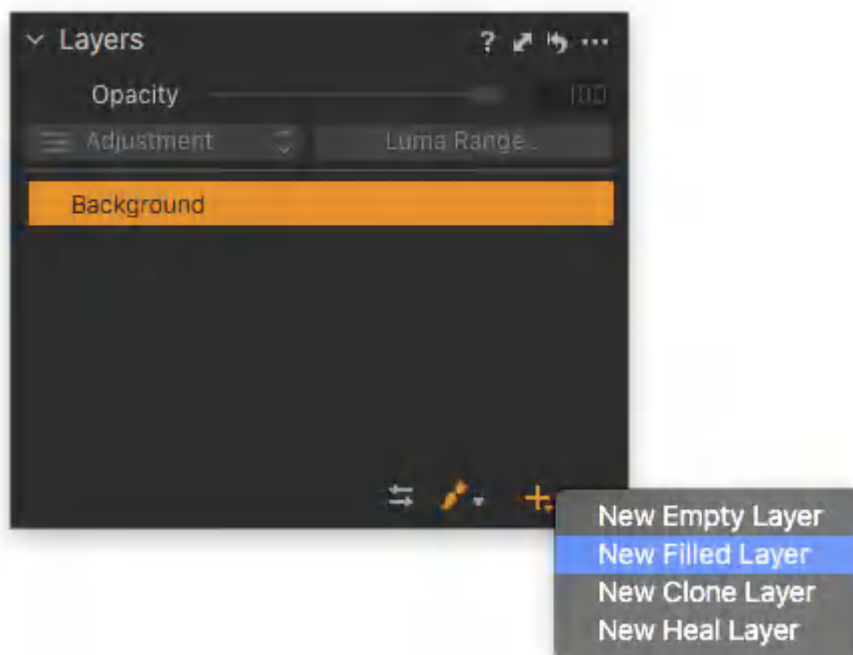 Layers ?
Opacity 100
Adjustment Luma Range...
Background
New Empty Layer
New Filled Layer
New Clone Layer
New Heal Layer